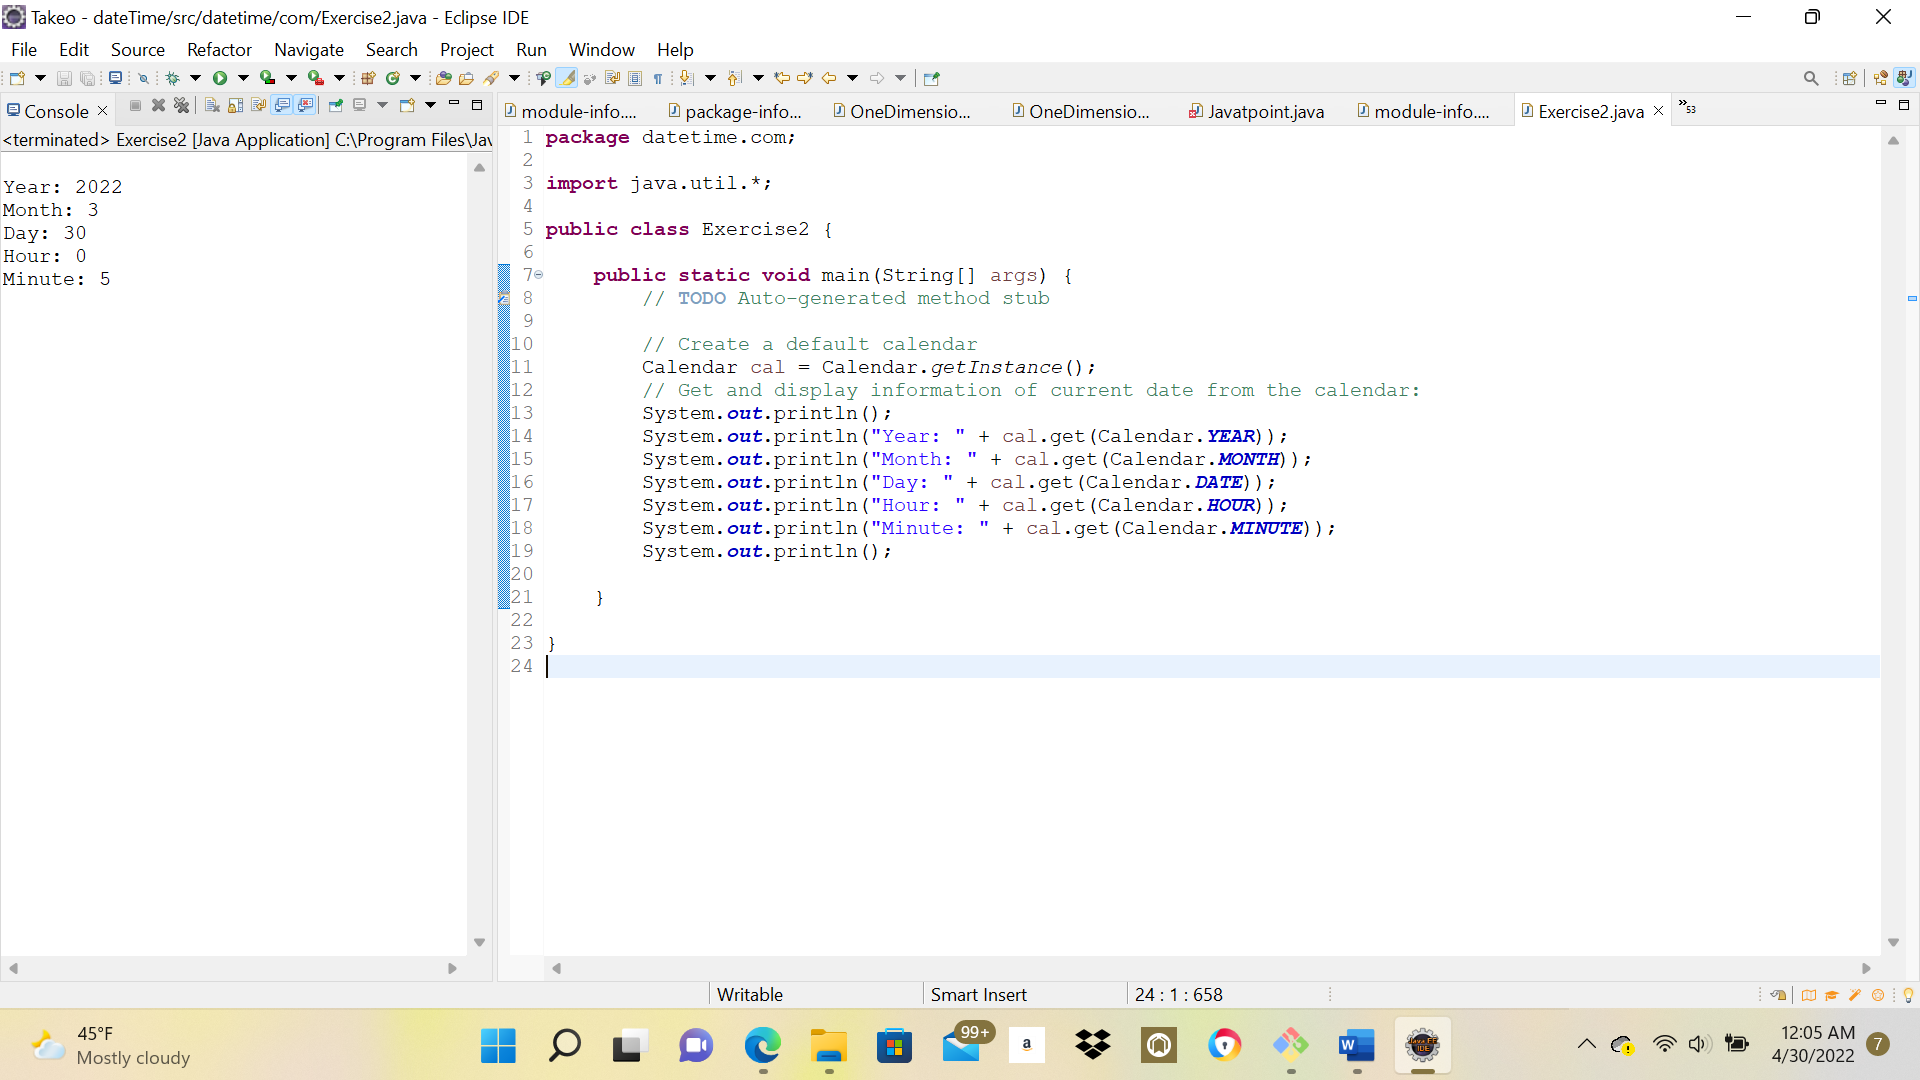 Takeo - dateTime/src/datetime/com/Exercise2.java - Eclipse IDE
File Edit Source Refactor Navigate Search Project Run Window Help
Console
<terminated> Exercise2 [Java Application] C:\Program Files\Jav
Year: 2022
Month: 3
Day: 30
Hour: 0
Minute: 5
module-info.... package-info... OneDimensio... OneDimensio... Javatpoint.java module-info.... Exercise2.java »53
1 package datetime.com;
2
3 import java.util.*;
4
5 public class Exercise2 {
6
7 public static void main(String[] args) {
8 // TODO Auto-generated method stub
9
10 // Create a default calendar
11 Calendar cal = Calendar.getInstance();
12 // Get and display information of current date from the calendar:
13 System.out.println();
14 System.out.println("Year: " + cal.get(Calendar.YEAR));
15 System.out.println("Month: " + cal.get(Calendar.MONTH));
16 System.out.println("Day: " + cal.get(Calendar.DATE));
17 System.out.println("Hour: " + cal.get(Calendar.HOUR));
18 System.out.println("Minute: " + cal.get(Calendar.MINUTE));
19 System.out.println();
20
21 }
22
23 }
24
Writable Smart Insert 24 : 1 : 658
45°F
Mostly cloudy
99+
a
W
12:05 AM
4/30/2022
7